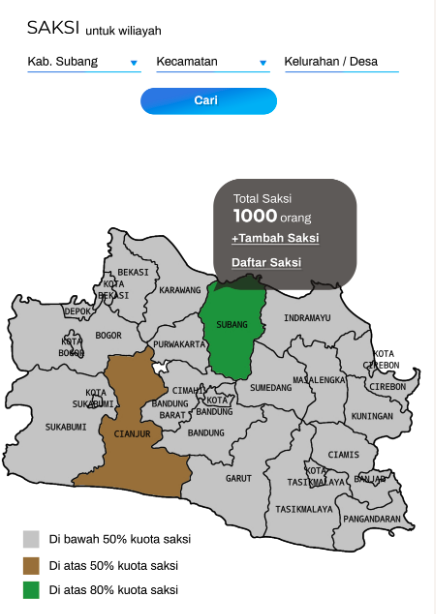 SAKSI untuk wiliayah
Kab. Subang Kecamatan Kelurahan / Desa
Cari
Total Saksi
1000 orang
+Tambah Saksi
Daftar Saksi
BEKASI
KOTA
BEKASI
KARAWANG
SUBANG
INDRAMAYU
DEPOK
BOGOR
KOTA
BOGOR
PURWAKARTA
KOTA
CIREBON
CIREBON
MAJALENGKA
SUMEDANG
KUNINGAN
CIMAHI
KOTA
BANDUNG
BANDUNG
BARAT
BANDUNG
KOTA
SUKABUMI
SUKABUMI
CIANJUR
GARUT
CIAMIS
KOTA
TASIKMALAYA
BANJAR
TASIKMALAYA
PANGANDARAN
Di bawah 50% kuota saksi
Di atas 50% kuota saksi
Di atas 80% kuota saksi